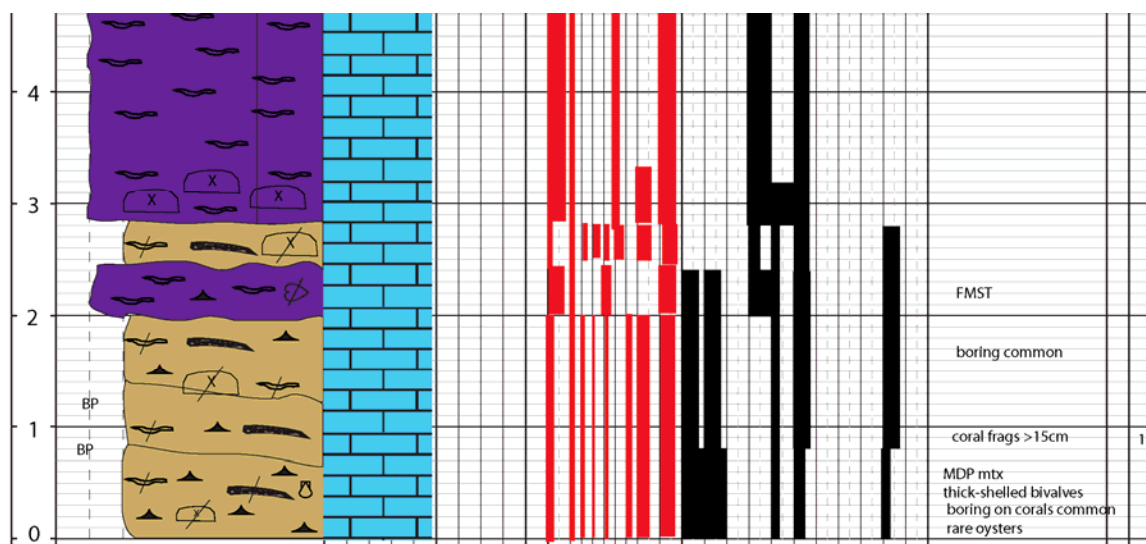 4
3
FMST
2
boring common
BP
1
coral frags >15cm
1
BP
MDP mtx
thick-shelled bivalves
boring on corals common
rare oysters
0
X
X
X
X
X
x